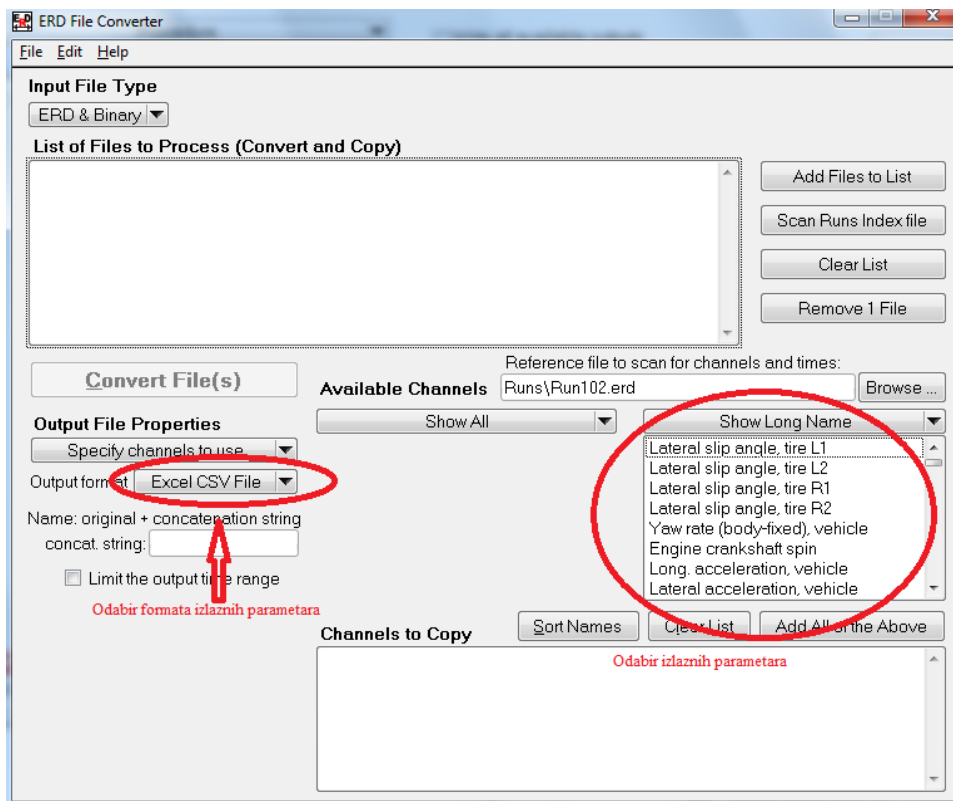 ERD File Converter
File Edit Help
Input File Type
ERD & Binary
List of Files to Process (Convert and Copy)
Add Files to List
Scan Runs Index file
Clear List
Remove 1 File
Convert File(s)
Reference file to scan for channels and times:
Available Channels Runs\Run102.erd Browse ...
Output File Properties
Show All Show Long Name
Specify channels to use
Output format Excel CSV File
Name: original + concatenation string
concat. string:
Limit the output time range
Odabir formata izlaznih parametara
Lateral slip angle, tire L1
Lateral slip angle, tire L2
Lateral slip angle, tire R1
Lateral slip angle, tire R2
Yaw rate (body-fixed), vehicle
Engine crankshaft spin
Long. acceleration, vehicle
Lateral acceleration, vehicle
Channels to Copy Sort Names Clear List Add All of the Above
Odabir izlaznih parametara